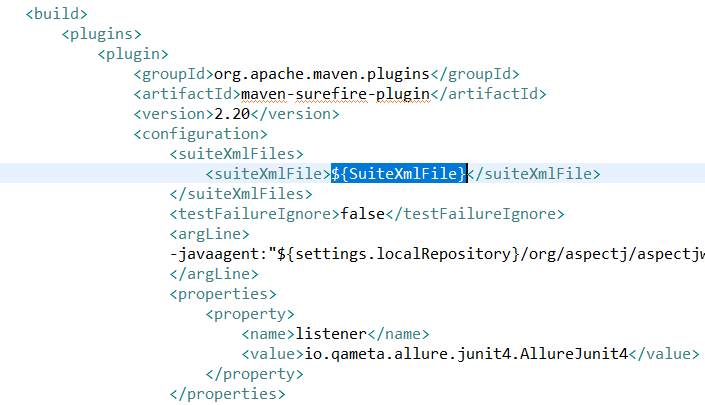 <build>
<plugins>
<plugin>
<groupId>org.apache.maven.plugins</groupId>
<artifactId>maven-surefire-plugin</artifactId>
<version>2.20</version>
<configuration>
<suiteXmlFiles>
<suiteXmlFile>${SuiteXmlFile}</suiteXmlFile>
</suiteXmlFiles>
<testFailureIgnore>false</testFailureIgnore>
<argLine>
-javaagent:"${settings.localRepository}/org/aspectj/aspectjw
</argLine>
<properties>
<property>
<name>listener</name>
<value>io.qameta.allure.junit4.AllureJunit4</value>
</property>
</properties>